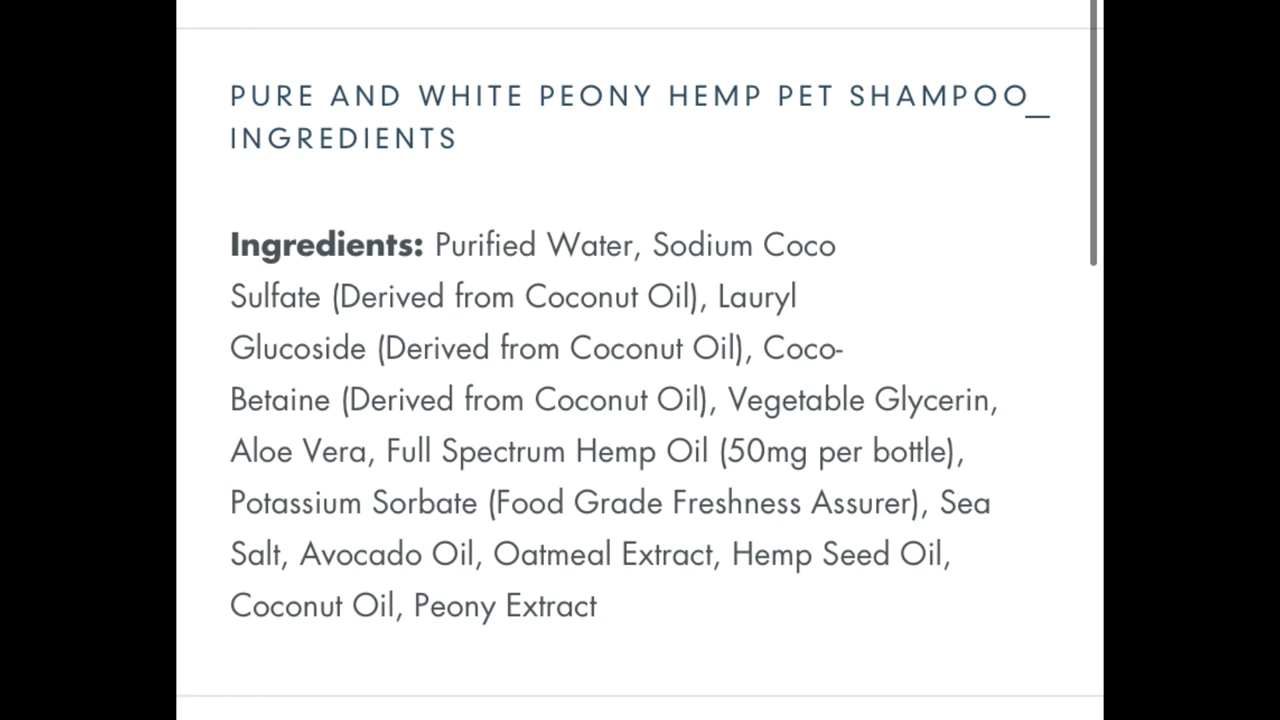 PURE AND WHITE PEONY HEMP PET SHAMPOO_
INGREDIENTS
Ingredients: Purified Water, Sodium Coco
Sulfate (Derived from Coconut Oil), Lauryl
Glucoside (Derived from Coconut Oil), Coco-
Betaine (Derived from Coconut Oil), Vegetable Glycerin,
Aloe Vera, Full Spectrum Hemp Oil (50mg per bottle),
Potassium Sorbate (Food Grade Freshness Assurer), Sea
Salt, Avocado Oil, Oatmeal Extract, Hemp Seed Oil,
Coconut Oil, Peony Extract